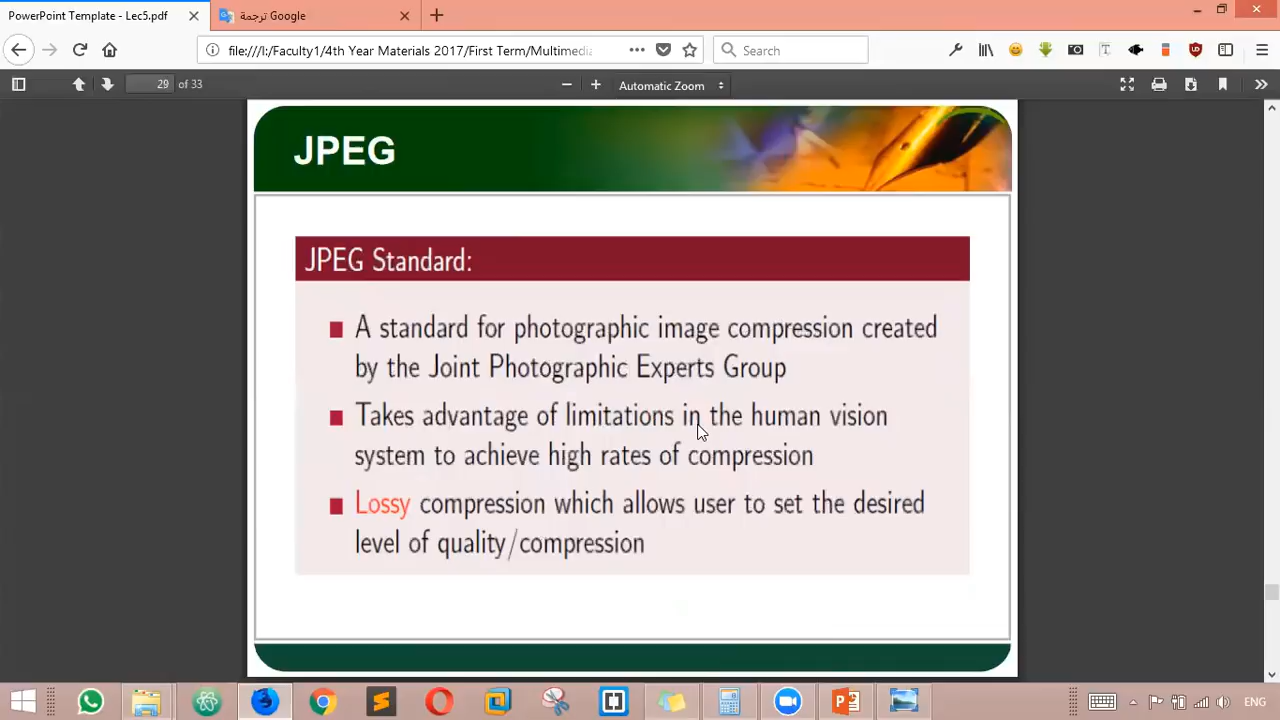 PowerPoint Template - Lec5.pdf
ترجمة Google
file:///I:/Faculty1/4th Year Materials 2017/First Term/Multimedi
Search
29 of 33
Automatic Zoom
JPEG
JPEG Standard:
A standard for photographic image compression created
by the Joint Photographic Experts Group
Takes advantage of limitations in the human vision
system to achieve high rates of compression
Lossy compression which allows user to set the desired
level of quality/compression
ENG